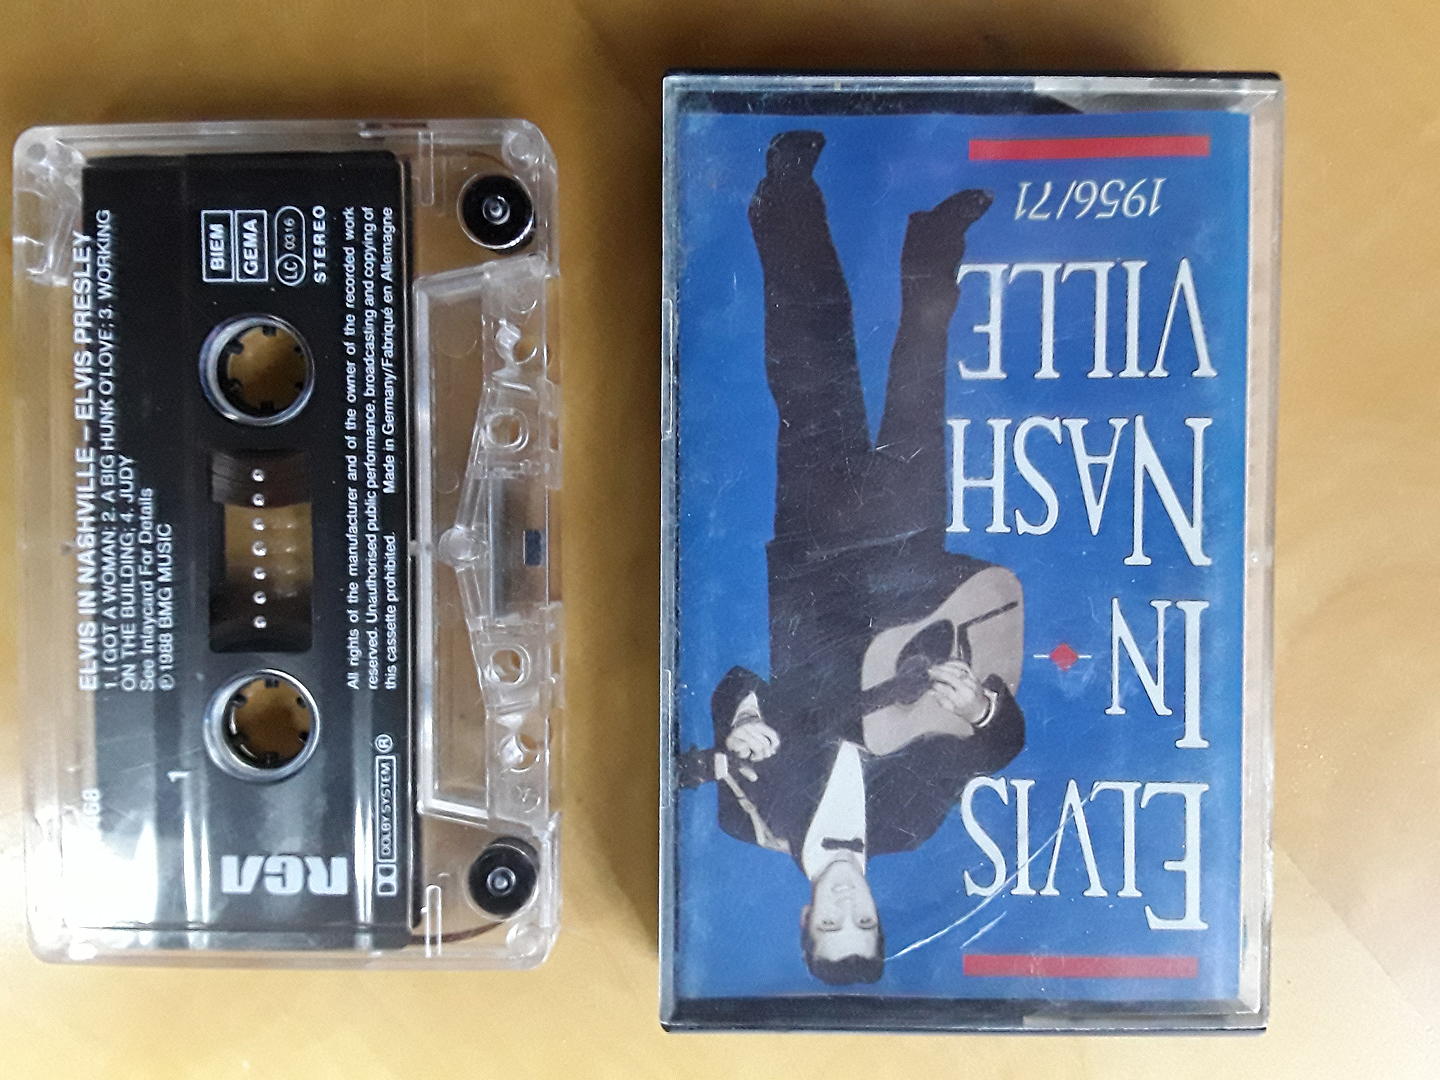 ELVIS IN NASHVILLE - ELVIS PRESLEY
1. I GOT A WOMAN; 2. A BIG HUNK O'LOVE; 3. WORKING
ON THE BUILDING; 4. JUDY
See Inlaycard For Details
℗ 1988 BMG MUSIC
468
1
BIEM
GEMA
LC 0316
STEREO
RCA
All rights of the manufacturer and of the owner of the recorded work
reserved. Unauthorised public performance, broadcasting and copying of
this cassette prohibited. Made in Germany/Fabriqué en Allemagne
DOLBY SYSTEM ®
ELVIS
IN
NASH
VILLE
1956/71